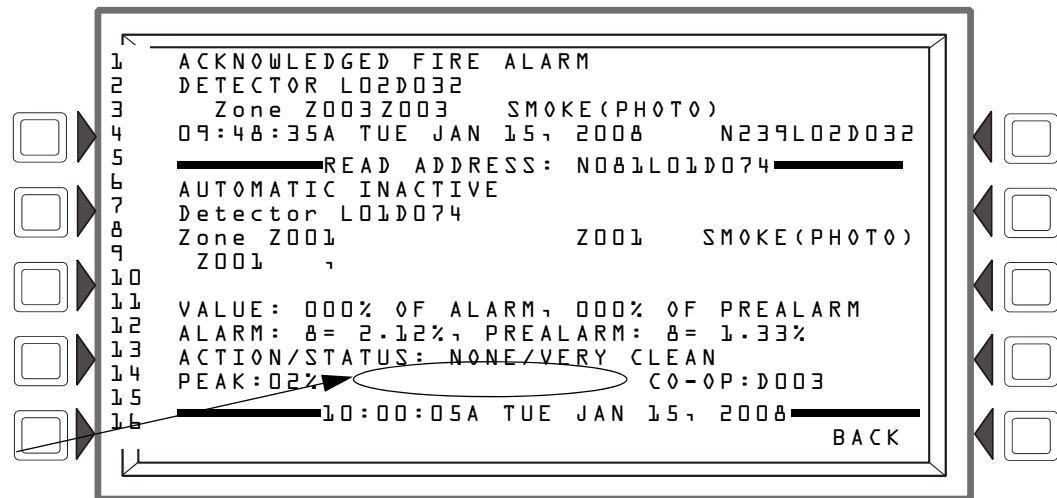 1 ACKNOWLEDGED FIRE ALARM
2 DETECTOR L02D032
3 Zone Z003Z003 SMOKE(PHOTO)
4 09:48:35A TUE JAN 15, 2008 N239L02D032
5 READ ADDRESS: N081L01D074
6 AUTOMATIC INACTIVE
7 Detector L01D074
8 Zone Z001 Z001 SMOKE(PHOTO)
9 Z001 ,
10
11 VALUE: 000% OF ALARM, 000% OF PREALARM
12 ALARM: 8= 2.12%, PREALARM: 8= 1.33%
13 ACTION/STATUS: NONE/VERY CLEAN
14 PEAK:02% CO-OP:D003
15 10:00:05A TUE JAN 15, 2008
16 BACK